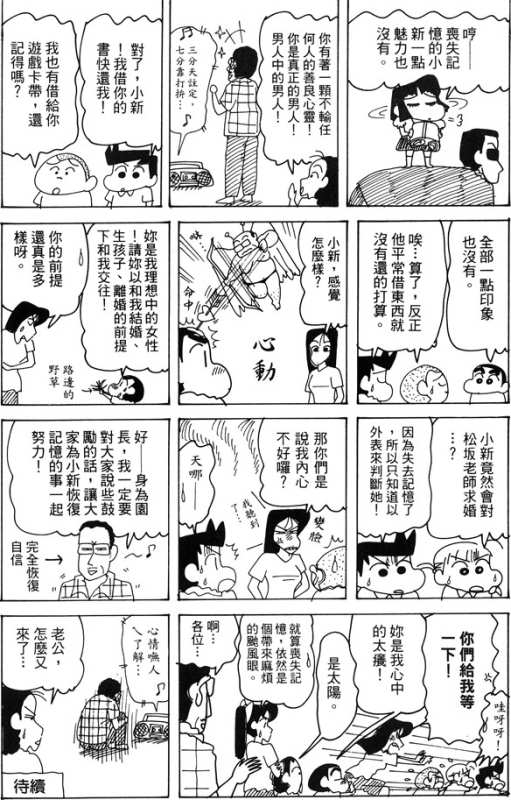 哼──
喪失記
憶的小
新一點
魅力也
沒有。
你有著一顆不輸任
何人的善良心靈!
你是真正的男人!
男人中的男人!
三分天註定,
七分靠打拚…
對了,小新
!我借你的
書快還我!
我也有借給你
遊戲卡帶,還
記得嗎?
全部一點印象
也沒有。
唉…算了,反正
他平常借東西就
沒有還的打算。
小新,感覺
怎麼樣?
呀…
命中
心動
妳是理想中的女性
!請妳以和我結婚、
生孩子、離婚的前提
下和我交往!
路邊的
野草
你的前提
還真是多
樣呀。
小新竟然會對
松坂老師求婚
…?
因為失去記憶了
,所以只知道以
外表來判斷她!
那你們是
說我內心
不好囉?
變臉
我聽到
了…
天哪──
好──身為園
長,我一定要
對大家說些鼓
勵的話,讓大
家為小新恢復
記憶的事一起
努力!
完全恢復
自信
哇呀呀!
你們給我等
一下!
妳是我心中
的太癢!
是太陽。
就算喪失記
憶,依然是
個帶來麻煩
的颱風眼。
啊…
各位…
心情嘸人
了解…
老公,
怎麼又
來了…
待續